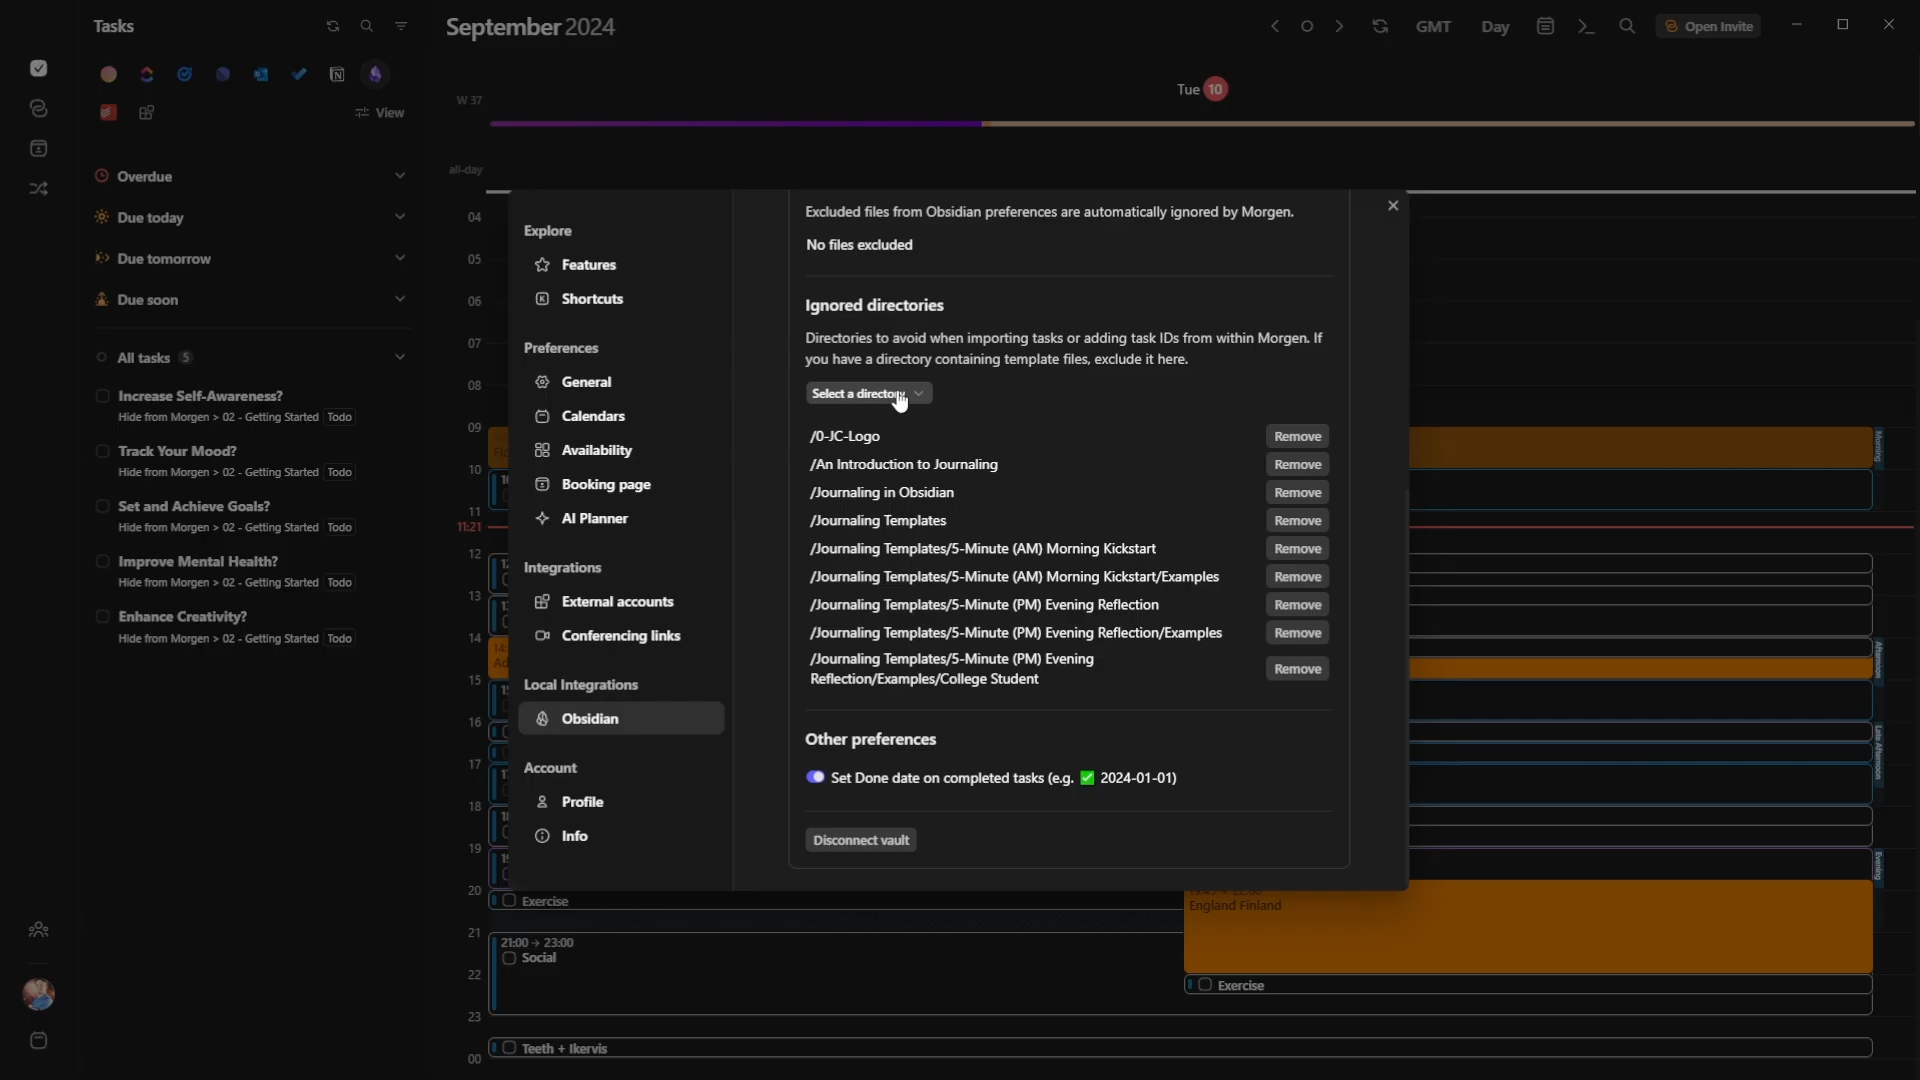 Tasks
View
Overdue
Due today
Due tomorrow
Due soon
All tasks 5
Increase Self-Awareness?
Hide from Morgen > 02 - Getting Started Todo
Track Your Mood?
Hide from Morgen > 02 - Getting Started Todo
Set and Achieve Goals?
Hide from Morgen > 02 - Getting Started Todo
Improve Mental Health?
Hide from Morgen > 02 - Getting Started Todo
Enhance Creativity?
Hide from Morgen > 02 - Getting Started Todo
September 2024
GMT
Day
Open Invite
W 37
Tue 10
all-day
04
05
06
07
08
09
10
11
11:21
12
13
14
15
16
17
18
19
20
21
22
23
00
Explore
Features
Shortcuts
Preferences
General
Calendars
Availability
Booking page
AI Planner
Integrations
External accounts
Conferencing links
Local Integrations
Obsidian
Account
Profile
Info
Excluded files from Obsidian preferences are automatically ignored by Morgen.
No files excluded
Ignored directories
Directories to avoid when importing tasks or adding task IDs from within Morgen. If
you have a directory containing template files, exclude it here.
Select a directory
/0-JC-Logo Remove
/An Introduction to Journaling Remove
/Journaling in Obsidian Remove
/Journaling Templates Remove
/Journaling Templates/5-Minute (AM) Morning Kickstart Remove
/Journaling Templates/5-Minute (AM) Morning Kickstart/Examples Remove
/Journaling Templates/5-Minute (PM) Evening Reflection Remove
/Journaling Templates/5-Minute (PM) Evening Reflection/Examples Remove
/Journaling Templates/5-Minute (PM) Evening
Reflection/Examples/College Student Remove
Other preferences
Set Done date on completed tasks (e.g. ✅ 2024-01-01)
Disconnect vault
Morning
Afternoon
Late Afternoon
Evening
Exercise
England Finland
21:00 → 23:00
Social
Exercise
Teeth + Ikervis